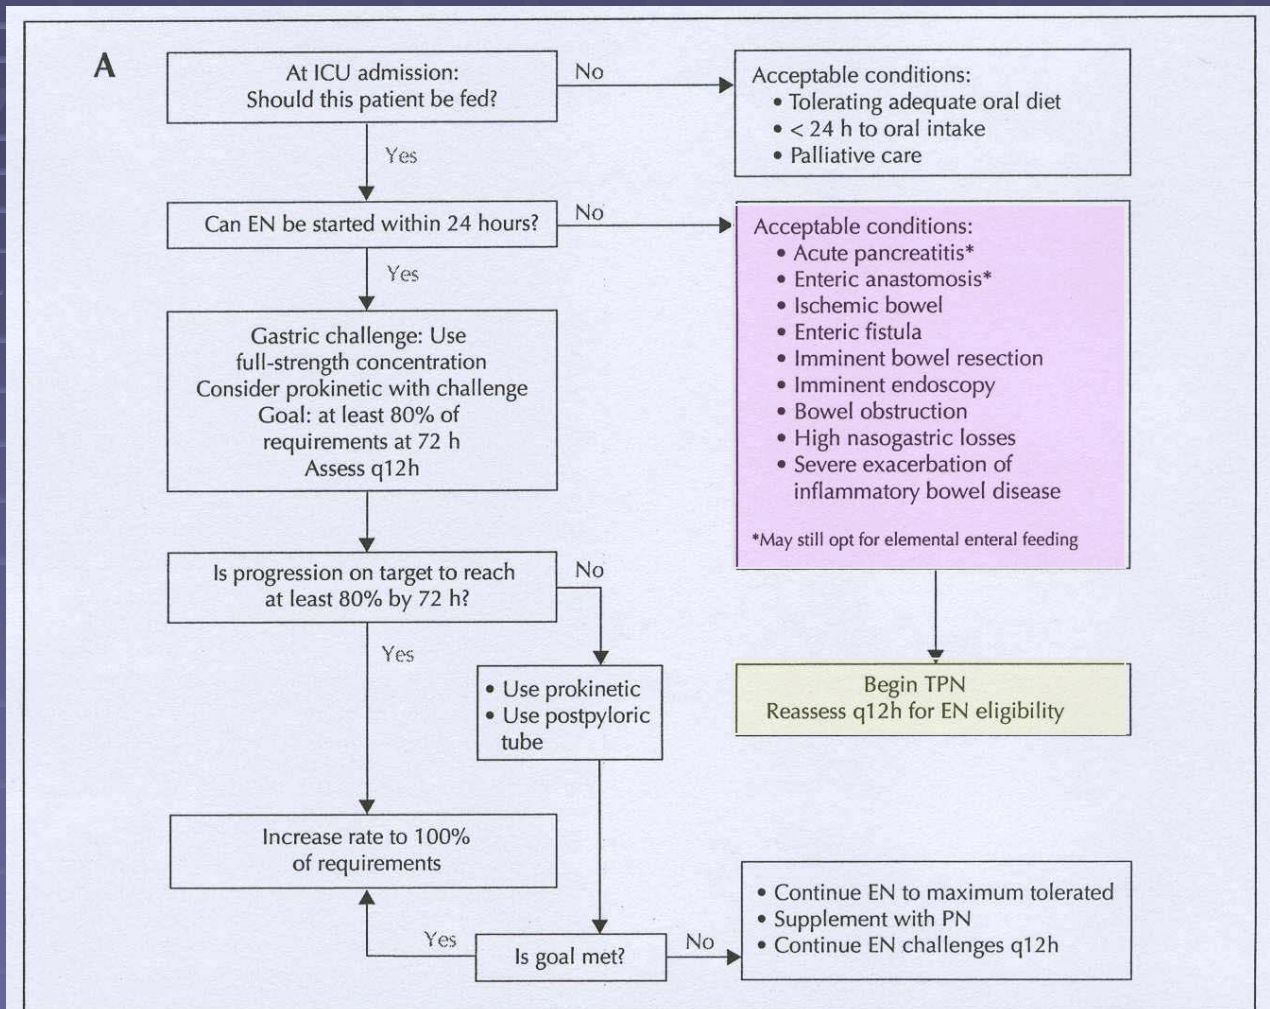 A
At ICU admission:
Should this patient be fed?
No
Acceptable conditions:
• Tolerating adequate oral diet
• < 24 h to oral intake
• Palliative care
Yes
Can EN be started within 24 hours?
No
Acceptable conditions:
• Acute pancreatitis*
• Enteric anastomosis*
• Ischemic bowel
• Enteric fistula
• Imminent bowel resection
• Imminent endoscopy
• Bowel obstruction
• High nasogastric losses
• Severe exacerbation of
inflammatory bowel disease
*May still opt for elemental enteral feeding
Yes
Gastric challenge: Use
full-strength concentration
Consider prokinetic with challenge
Goal: at least 80% of
requirements at 72 h
Assess q12h
Is progression on target to reach
at least 80% by 72 h?
No
Yes
• Use prokinetic
• Use postpyloric
tube
Begin TPN
Reassess q12h for EN eligibility
Increase rate to 100%
of requirements
Yes
Is goal met?
No
• Continue EN to maximum tolerated
• Supplement with PN
• Continue EN challenges q12h